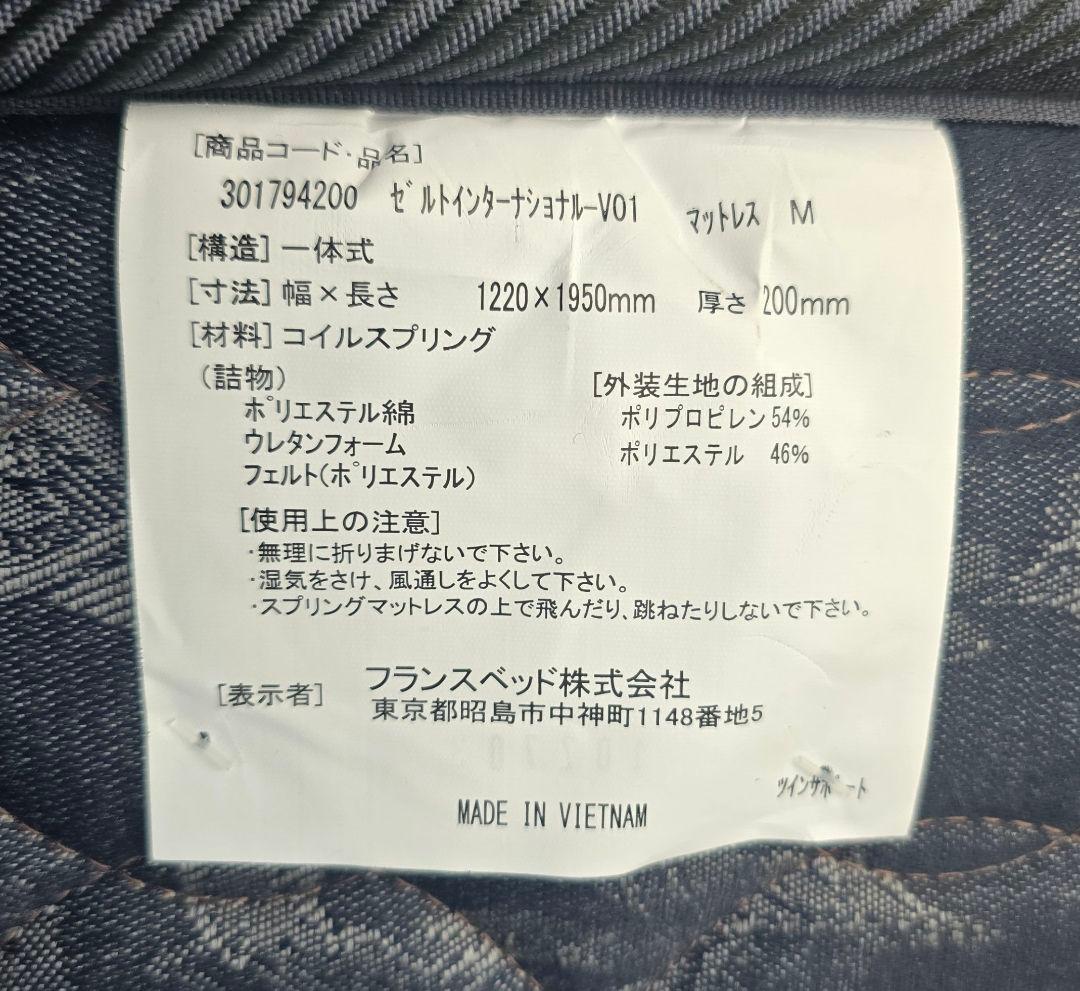 [商品コード・品名]
301794200 ゼルトインターナショナル-V01 マットレス M
[構造] 一体式
[寸法] 幅×長さ 1220×1950mm 厚さ 200mm
[材料] コイルスプリング
(詰物) [外装生地の組成]
ポリエステル綿 ポリプロピレン 54%
ウレタンフォーム ポリエステル 46%
フェルト(ポリエステル)
[使用上の注意]
・無理に折りまげないで下さい。
・湿気をさけ、風通しをよくして下さい。
・スプリングマットレスの上で飛んだり、跳ねたりしないで下さい。
[表示者] フランスベッド株式会社
東京都昭島市中神町1148番地5
ツインサポート
MADE IN VIETNAM